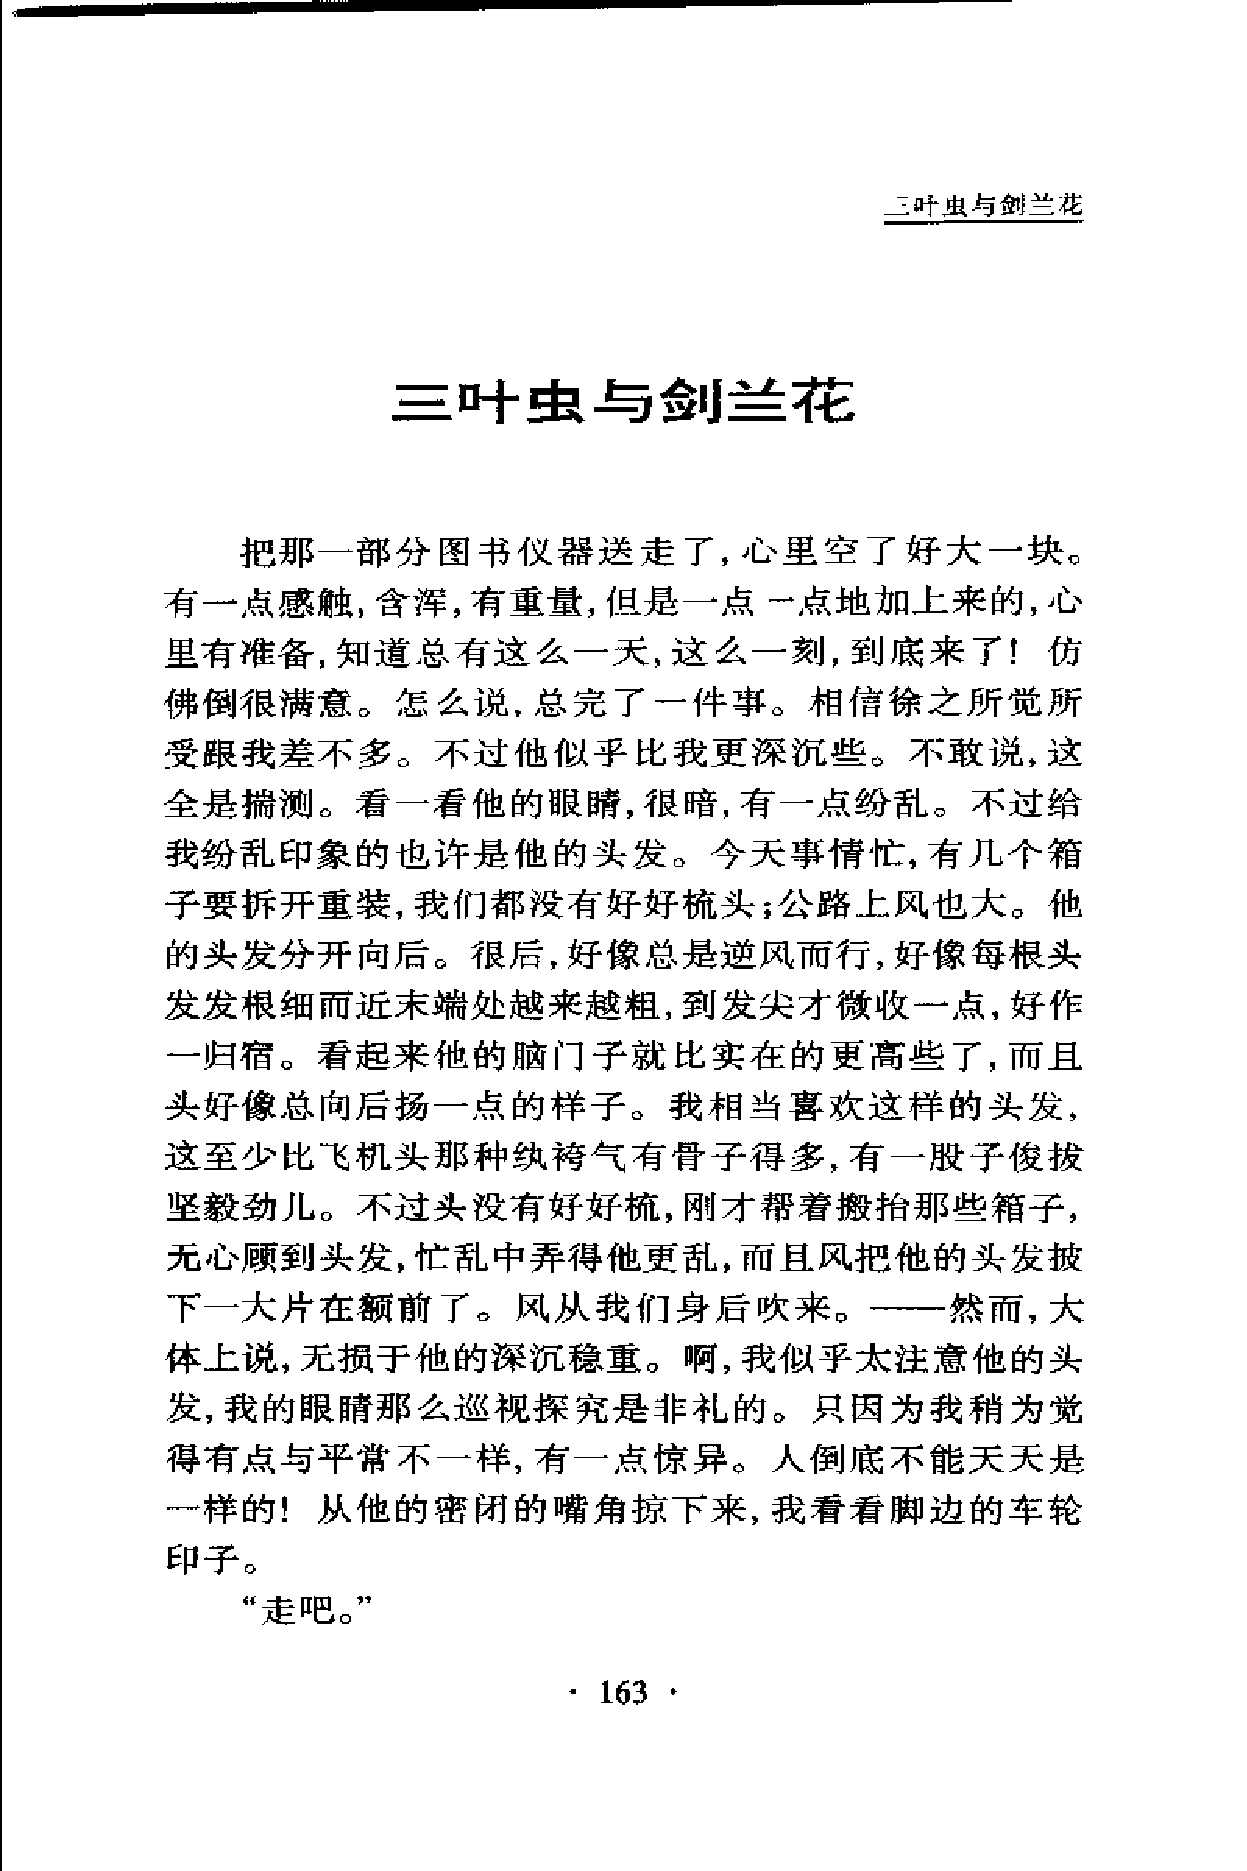 三叶虫与剑兰花
三叶虫与剑兰花
把那一部分图书仪器送走了,心里空了好大一块。
有一点感触,含浑,有重量,但是一点一点地加上来的,心
里有准备,知道总有这么一天,这么一刻,到底来了! 仿
佛倒很满意。怎么说,总完了一件事。相信徐之所觉所
受跟我差不多。不过他似乎比我更深沉些。不敢说,这
全是揣测。看一看他的眼睛,很暗,有一点纷乱。不过给
我纷乱印象的也许是他的头发。今天事情忙,有几个箱
子要拆开重装,我们都没有好好梳头;公路上风也大。他
的头发分开向后。很后,好像总是逆风而行,好像每根头
发发根细而近末端处越来越粗,到发尖才微收一点,好作
一归宿。看起来他的脑门子就比实在的更高些了,而且
头好像总向后扬一点的样子。我相当喜欢这样的头发,
这至少比飞机头那种纨袴气有骨子得多,有一股子俊拔
坚毅劲儿。不过头没有好好梳,刚才帮着搬抬那些箱子,
无心顾到头发,忙乱中弄得他更乱,而且风把他的头发披
下一大片在额前了。风从我们身后吹来。——然而,大
体上说,无损于他的深沉稳重。啊,我似乎太注意他的头
发,我的眼睛那么巡视探究是非礼的。只因为我稍为觉
得有点与平常不一样,有一点惊异。人倒底不能天天是
一样的! 从他的密闭的嘴角掠下来,我看看脚边的车轮
印子。
“走吧。”
· 163 ·